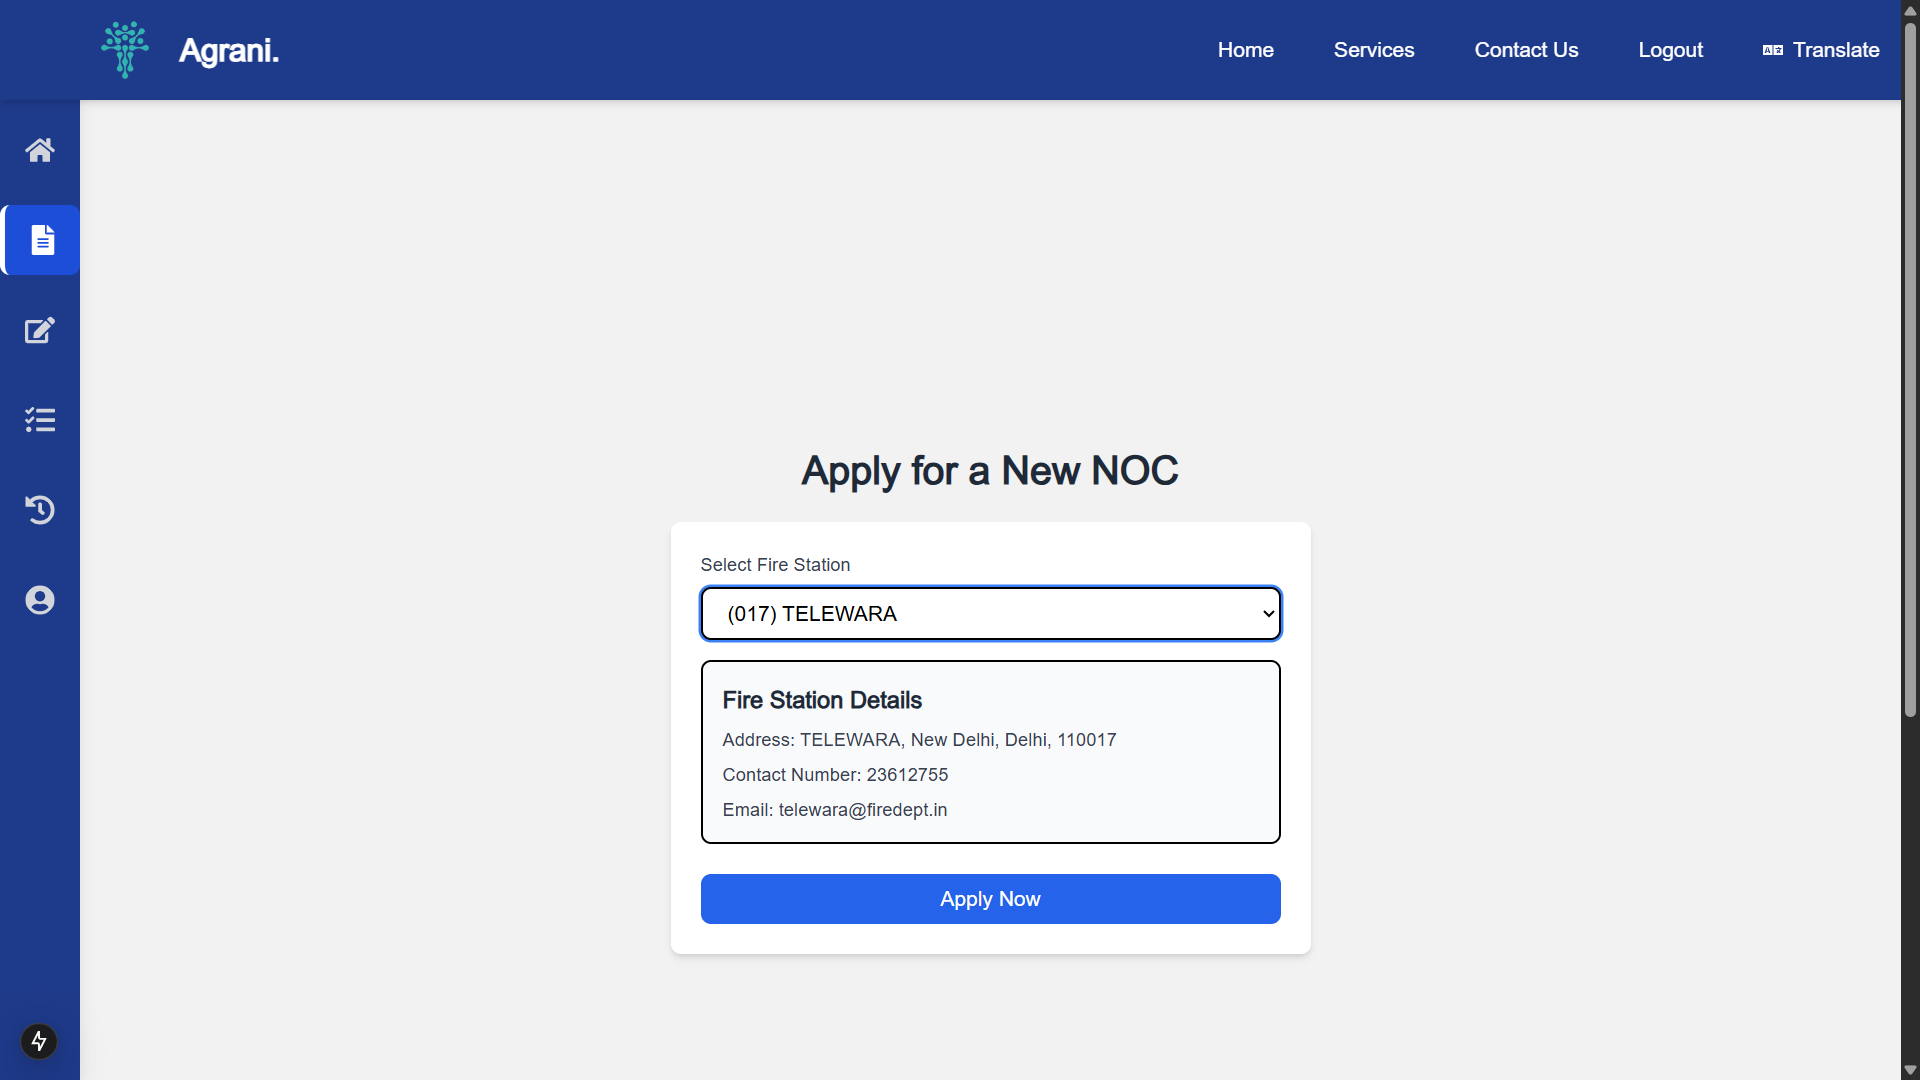 Agrani.
Home Services Contact Us Logout Translate
Apply for a New NOC
Select Fire Station
(017) TELEWARA
Fire Station Details
Address: TELEWARA, New Delhi, Delhi, 110017
Contact Number: 23612755
Email: telewara@firedept.in
Apply Now